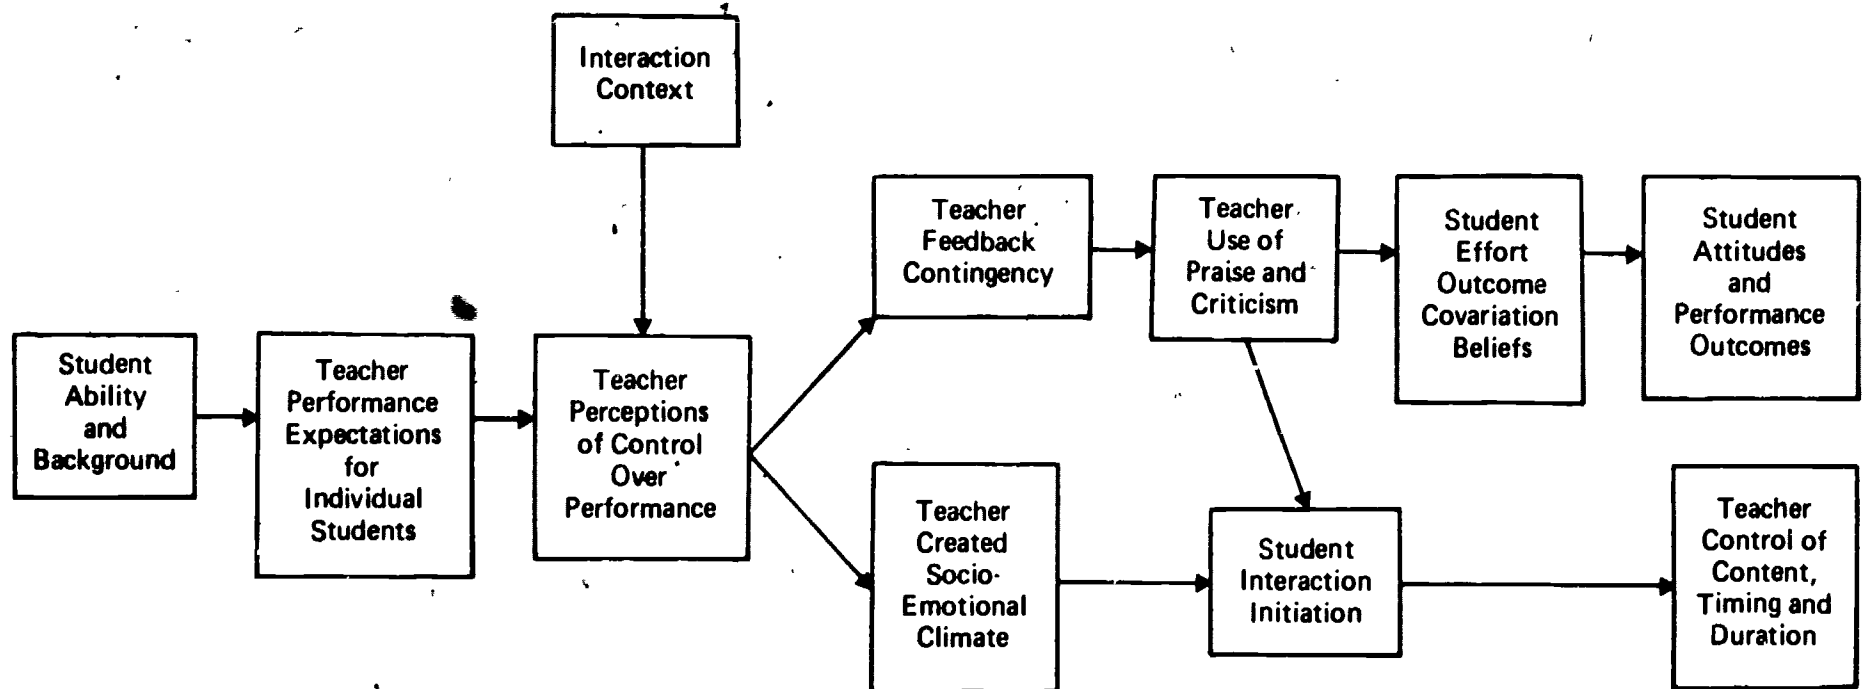 Interaction
Context
Student
Ability
and
Background
Teacher
Performance
Expectations
for
Individual
Students
Teacher
Perceptions
of Control
Over
Performance
Teacher
Feedback
Contingency
Teacher
Use of
Praise and
Criticism
Student
Effort
Outcome
Covariation
Beliefs
Student
Attitudes
and
Performance
Outcomes
Teacher
Created
Socio-
Emotional
Climate
Student
Interaction
Initiation
Teacher
Control of
Content,
Timing and
Duration